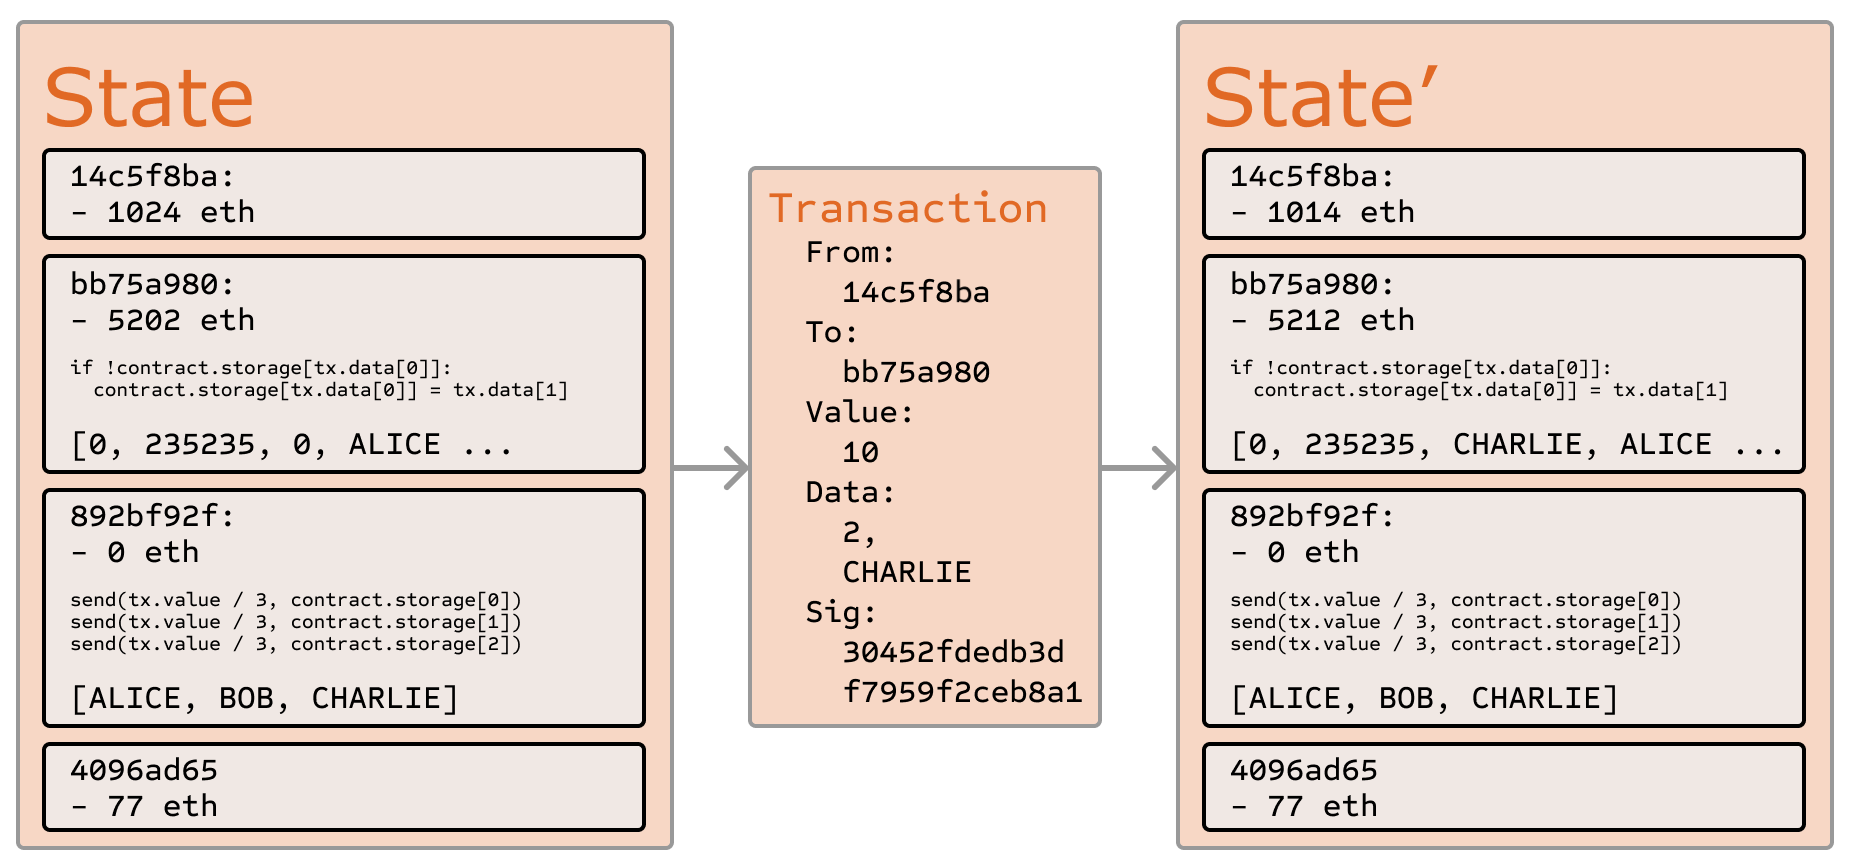 State
14c5f8ba:
- 1024 eth
bb75a980:
- 5202 eth
if !contract.storage[tx.data[0]]:
contract.storage[tx.data[0]] = tx.data[1]
[0, 235235, 0, ALICE ...
892bf92f:
- 0 eth
send(tx.value / 3, contract.storage[0])
send(tx.value / 3, contract.storage[1])
send(tx.value / 3, contract.storage[2])
[ALICE, BOB, CHARLIE]
4096ad65
- 77 eth
Transaction
From:
14c5f8ba
To:
bb75a980
Value:
10
Data:
2,
CHARLIE
Sig:
30452fdedb3d
f7959f2ceb8a1
State’
14c5f8ba:
- 1014 eth
bb75a980:
- 5212 eth
if !contract.storage[tx.data[0]]:
contract.storage[tx.data[0]] = tx.data[1]
[0, 235235, CHARLIE, ALICE ...
892bf92f:
- 0 eth
send(tx.value / 3, contract.storage[0])
send(tx.value / 3, contract.storage[1])
send(tx.value / 3, contract.storage[2])
[ALICE, BOB, CHARLIE]
4096ad65
- 77 eth